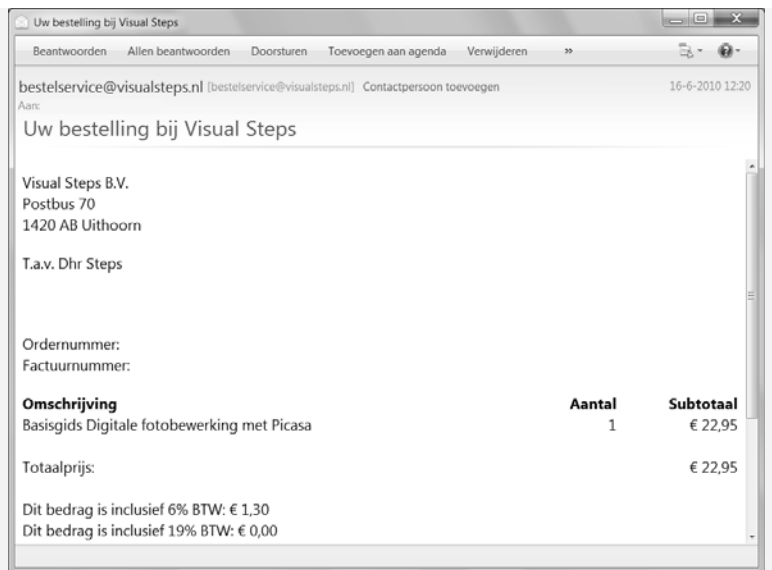 Uw bestelling bij Visual Steps
Beantwoorden Allen beantwoorden Doorsturen Toevoegen aan agenda Verwijderen »
bestelservice@visualsteps.nl [bestelservice@visualsteps.nl] Contactpersoon toevoegen 16-6-2010 12:20
Aan:
Uw bestelling bij Visual Steps
Visual Steps B.V.
Postbus 70
1420 AB Uithoorn
T.a.v. Dhr Steps
Ordernummer:
Factuurnummer:
Omschrijving Aantal Subtotaal
Basisgids Digitale fotobewerking met Picasa 1 € 22,95
Totaalprijs: € 22,95
Dit bedrag is inclusief 6% BTW: € 1,30
Dit bedrag is inclusief 19% BTW: € 0,00